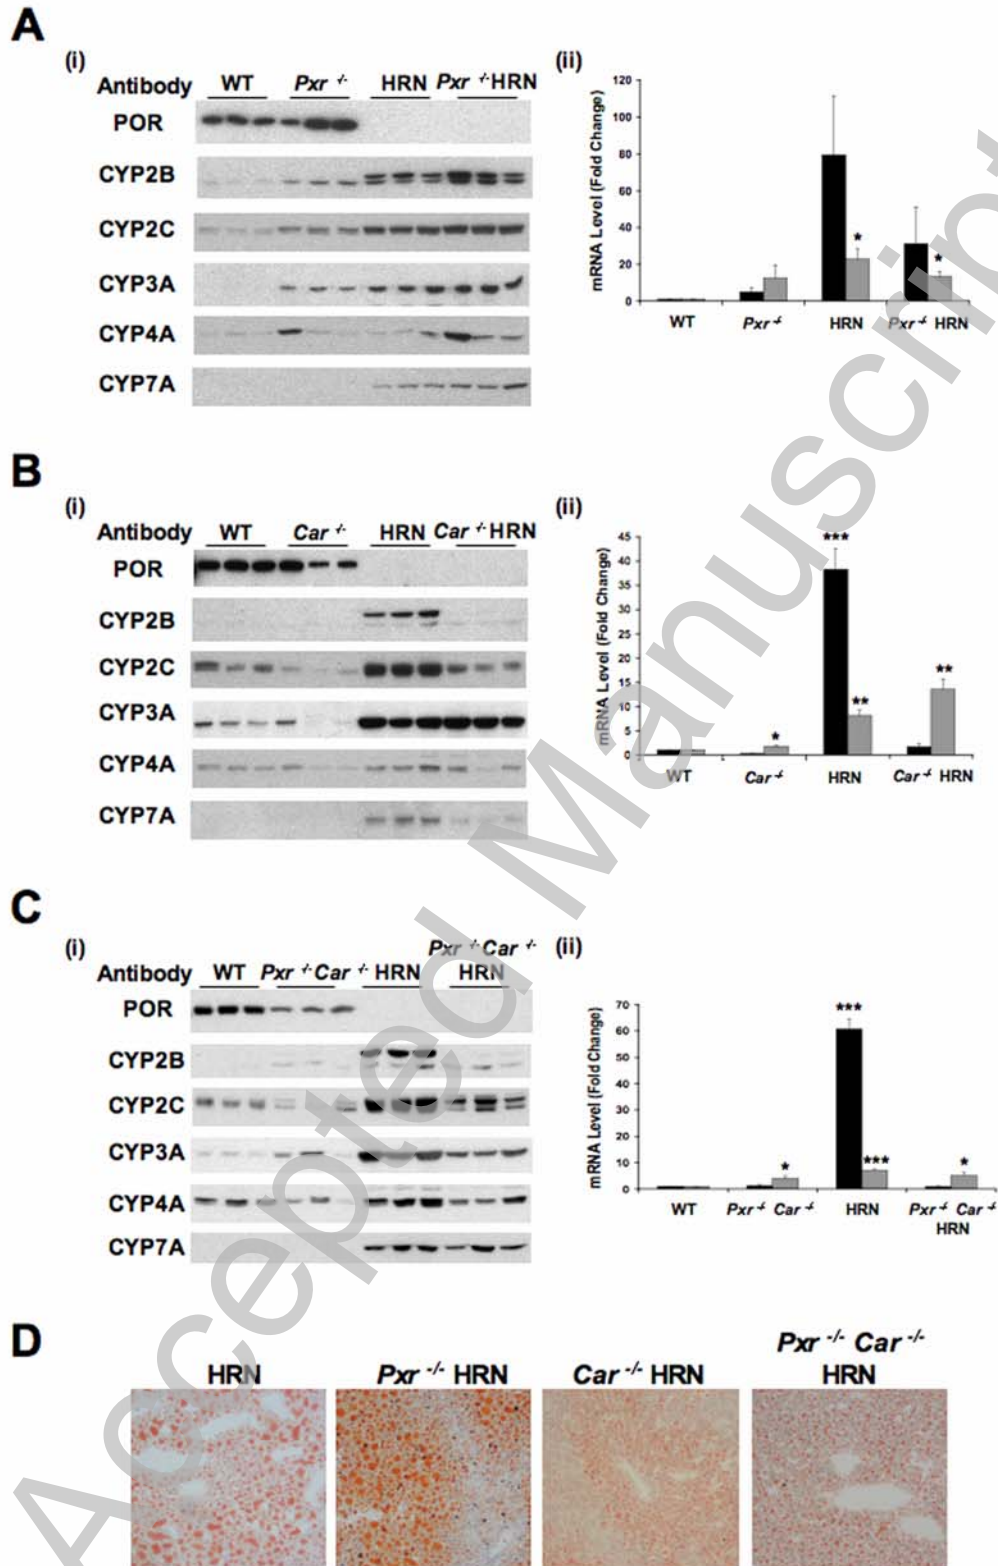 A
(i)
(ii)
Antibody WT Pxr -/- HRN Pxr -/- HRN
POR
CYP2B
CYP2C
CYP3A
CYP4A
CYP7A
mRNA Level (Fold Change)
120
100
80
60
40
20
0
* *
WT Pxr -/- HRN Pxr -/- HRN
B
(i)
(ii)
Antibody WT Car -/- HRN Car -/- HRN
POR
CYP2B
CYP2C
CYP3A
CYP4A
CYP7A
mRNA Level (Fold Change)
45
40
35
30
25
20
15
10
5
0
* *** ** **
WT Car -/- HRN Car -/- HRN
C
(i)
(ii)
Pxr -/- Car -/-
Antibody WT Pxr -/- Car -/- HRN HRN
POR
CYP2B
CYP2C
CYP3A
CYP4A
CYP7A
mRNA Level (Fold Change)
70
60
50
40
30
20
10
0
* *** *** *
WT Pxr -/- Car -/- HRN Pxr -/- Car -/-
HRN
D
Pxr -/- Car -/-
HRN Pxr -/- HRN Car -/- HRN HRN
Accepted Manuscript